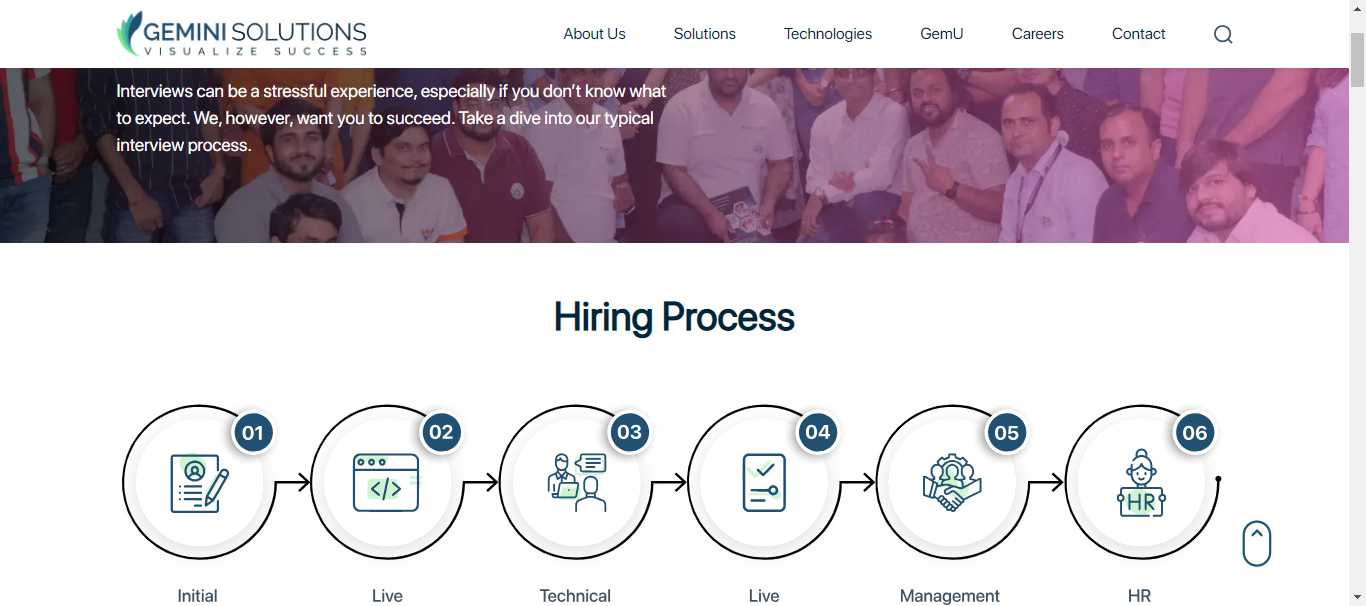 GEMINI SOLUTIONS
VISUALIZE SUCCESS
About Us
Solutions
Technologies
GemU
Careers
Contact
Interviews can be a stressful experience, especially if you don’t know what
to expect. We, however, want you to succeed. Take a dive into our typical
interview process.
Hiring Process
01
02
03
04
05
06
</>
HR
Initial
Live
Technical
Live
Management
HR